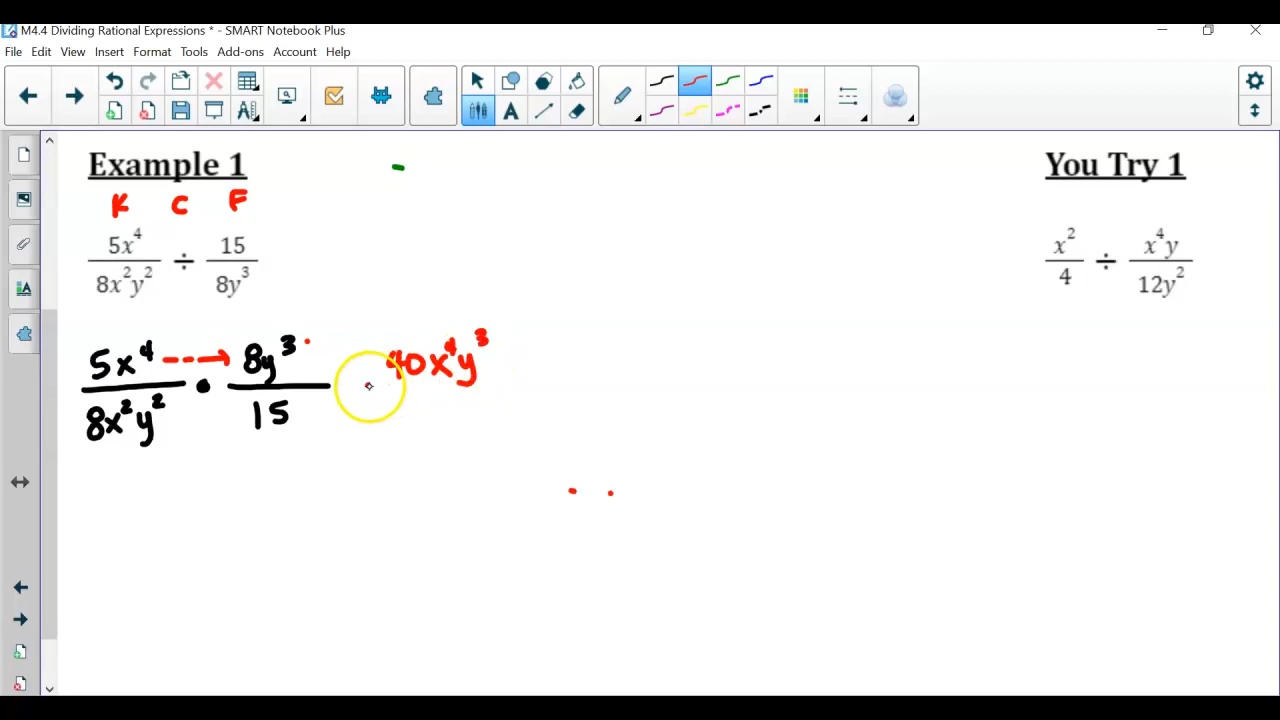 M4.4 Dividing Rational Expressions * - SMART Notebook Plus
File Edit View Insert Format Tools Add-ons Account Help
Example 1
You Try 1
K C F
5x⁴/8x²y² ÷ 15/8y³
x²/4 ÷ x⁴y/12y²
5x⁴/8x²y² • 8y³/15 40x⁴y³